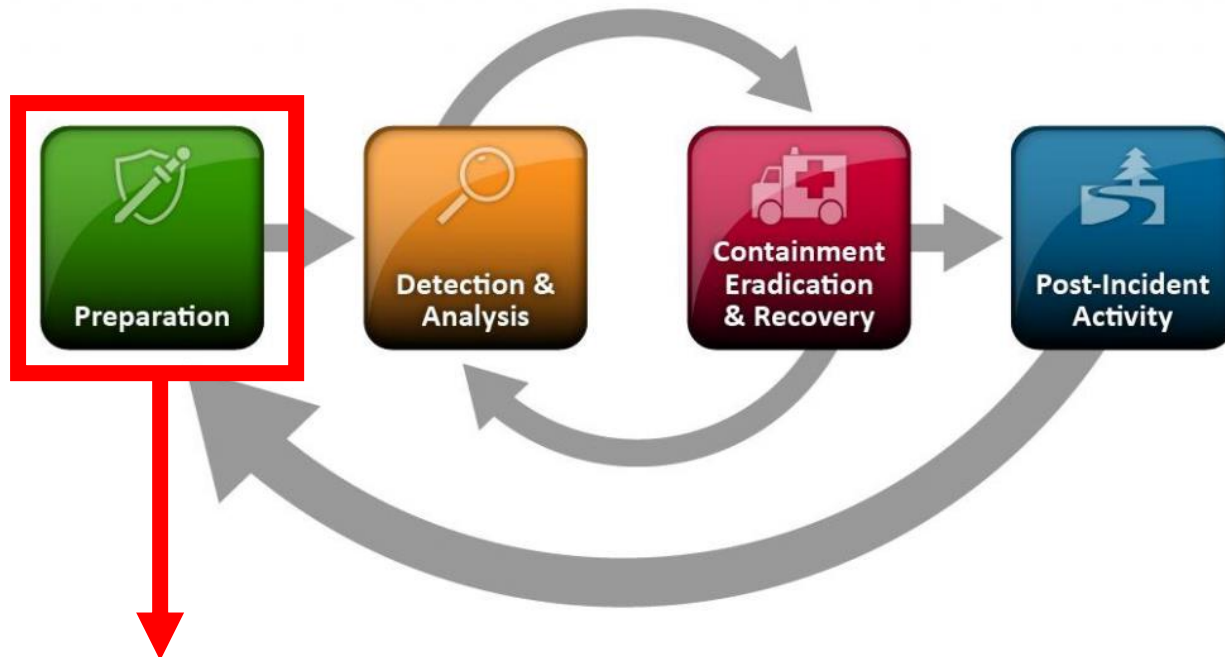 Preparation
Detection &
Analysis
Containment
Eradication
& Recovery
Post-Incident
Activity